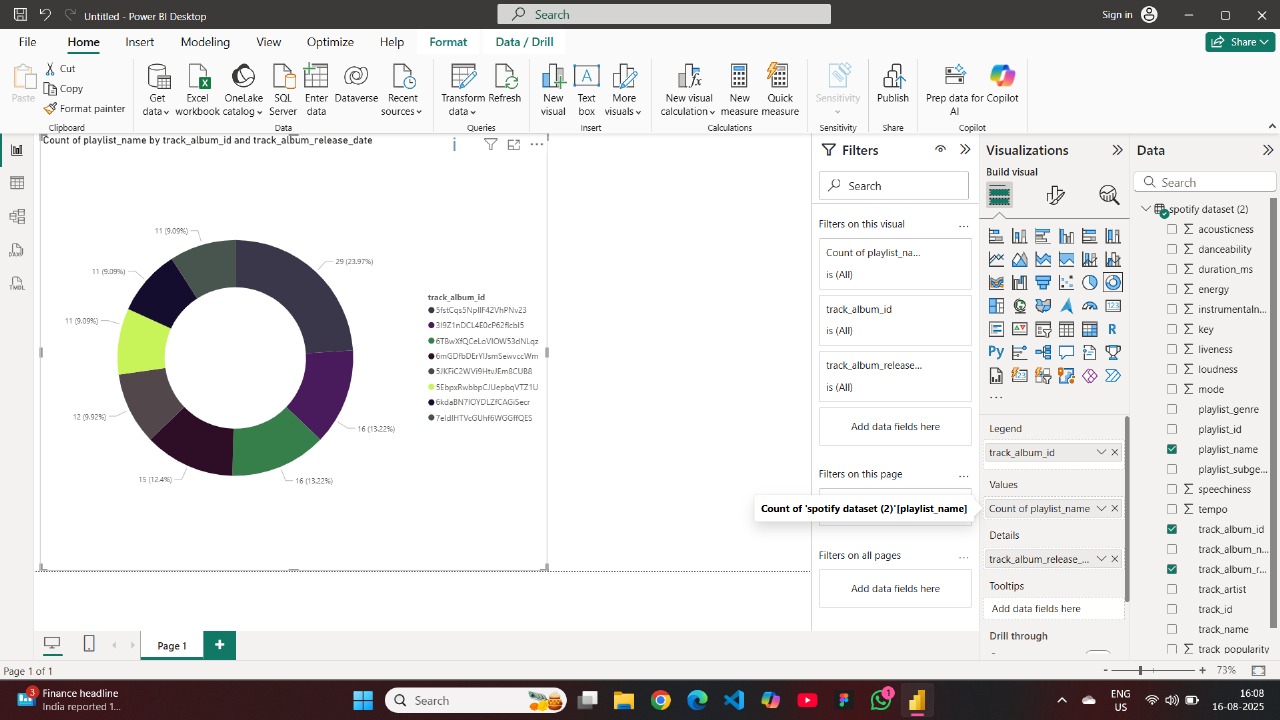 Untitled - Power BI Desktop
Search
Sign in
File
Home
Insert
Modeling
View
Optimize
Help
Format
Data / Drill
Share
Paste
Cut
Copy
Format painter
Clipboard
Get data
Excel workbook
OneLake catalog
SQL Server
Enter data
Dataverse
Recent sources
Data
Transform data
Refresh
Queries
New visual
Text box
More visuals
Insert
New visual calculation
New measure
Quick measure
Calculations
Sensitivity
Sensitivity
Publish
Share
Prep data for AI
Copilot
Copilot
Count of playlist_name by track_album_id and track_album_release_date
11 (9.09%)
29 (23.97%)
11 (9.09%)
11 (9.09%)
12 (9.92%)
15 (12.4%)
16 (13.22%)
16 (13.22%)
track_album_id
Filters
Search
Filters on this visual
Count of playlist_na...
is (All)
track_album_id
is (All)
track_album_release...
is (All)
Add data fields here
Filters on this page
Count of 'spotify dataset (2)'[playlist_name]
Filters on all pages
Add data fields here
Visualizations
Build visual
Legend
track_album_id
Values
Count of playlist_name
Details
track_album_release_...
Tooltips
Add data fields here
Drill through
Data
Search
spotify dataset (2)
acousticness
danceability
duration_ms
energy
instrumentaln...
key
liveness
loudness
mode
playlist_genre
playlist_id
playlist_name
playlist_subge...
speechiness
tempo
track_album_id
track_album_n...
track_album_r...
track_artist
track_id
track_name
track_popularity
Page 1
Page 1 of 1
73%
3
Finance headline
India reported 1...
Search
1
ENG
US
16:08
16-08-2025